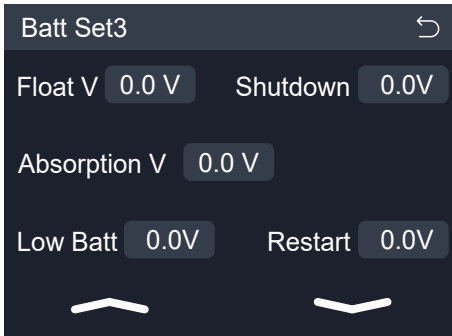 Batt Set3
Float V 0.0 V Shutdown 0.0V
Absorption V 0.0 V
Low Batt 0.0V Restart 0.0V